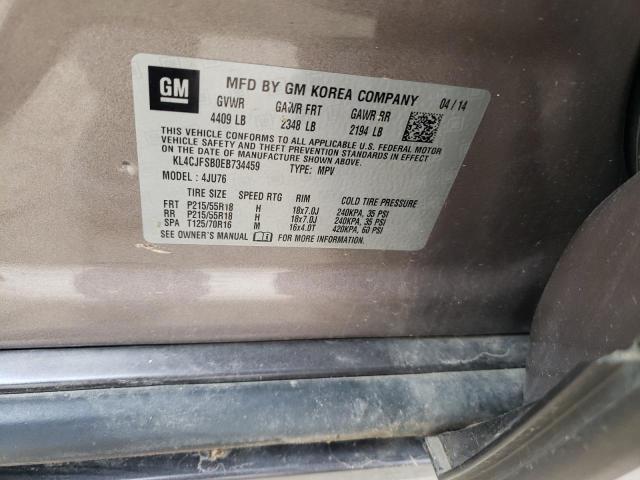 GM
MFD BY GM KOREA COMPANY 04/14
GVWR GAWR FRT GAWR RR
4409 LB 2348 LB 2194 LB
THIS VEHICLE CONFORMS TO ALL APPLICABLE U.S. FEDERAL MOTOR
VEHICLE SAFETY AND THEFT PREVENTION STANDARDS IN EFFECT ON THE
DATE OF MANUFACTURE SHOWN ABOVE.
KL4CJFSB0EB734459 TYPE: MPV
MODEL : 4JU76
TIRE SIZE SPEED RTG RIM COLD TIRE PRESSURE
FRT P215/55R18 H 18x7.0J 240KPA, 35 PSI
RR P215/55R18 H 18x7.0J 240KPA, 35 PSI
SPA T125/70R16 M 16x4.0T 420KPA, 60 PSI
SEE OWNER'S MANUAL FOR MORE INFORMATION.